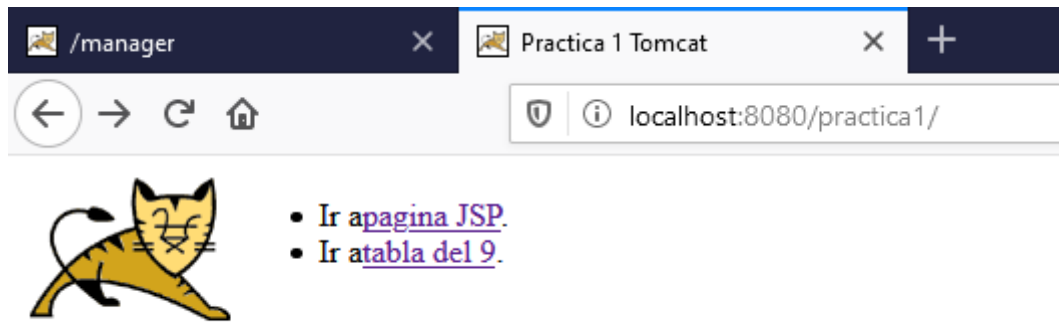 /manager
Practica 1 Tomcat
localhost:8080/practica1/
Ir apagina JSP.
Ir atabla del 9.